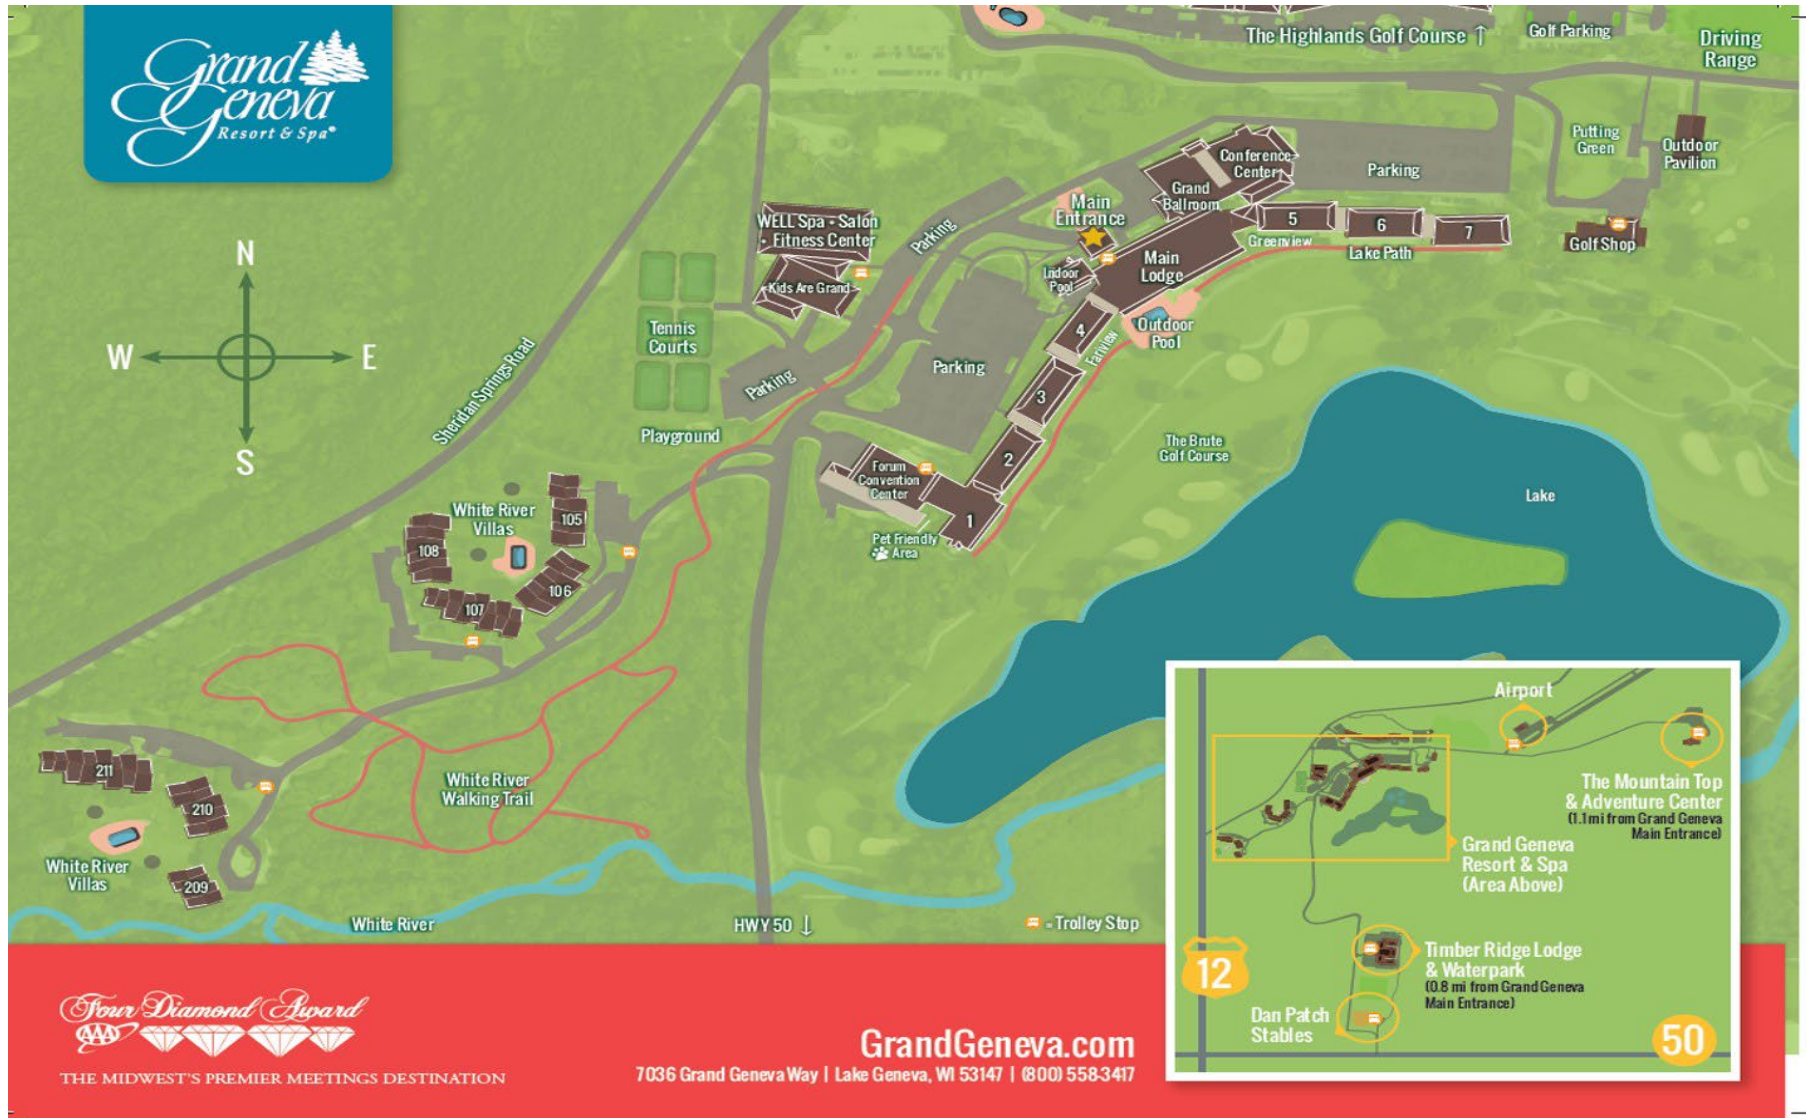 Grand
Geneva
Resort & Spa®
The Highlands Golf Course ↑
Golf Parking
Driving
Range
Putting
Green
Outdoor
Pavilion
Conference
Center
Parking
Grand
Ballroom
Main
Entrance
WELL Spa - Salon
- Fitness Center
Parking
5
6
7
Golf Shop
Greenview
Lake Path
Main
Lodge
Indoor
Pool
Kids Are Grand
N
W
E
S
Sheridan Springs Road
Tennis
Courts
Outdoor
Pool
4
Fariview
Parking
Parking
3
Playground
The Brute
Golf Course
2
Forum
Convention
Center
1
Lake
Pet Friendly
Area
White River
Villas
105
108
106
107
211
210
White River
Walking Trail
White River
Villas
209
White River
HWY 50 ↓
= Trolley Stop
Airport
The Mountain Top
& Adventure Center
(1.1 mi from Grand Geneva
Main Entrance)
Grand Geneva
Resort & Spa
(Area Above)
12
Timber Ridge Lodge
& Waterpark
(0.8 mi from Grand Geneva
Main Entrance)
Dan Patch
Stables
50
Four Diamond Award
AAA
THE MIDWEST'S PREMIER MEETINGS DESTINATION
GrandGeneva.com
7036 Grand Geneva Way | Lake Geneva, WI 53147 | (800) 558-3417